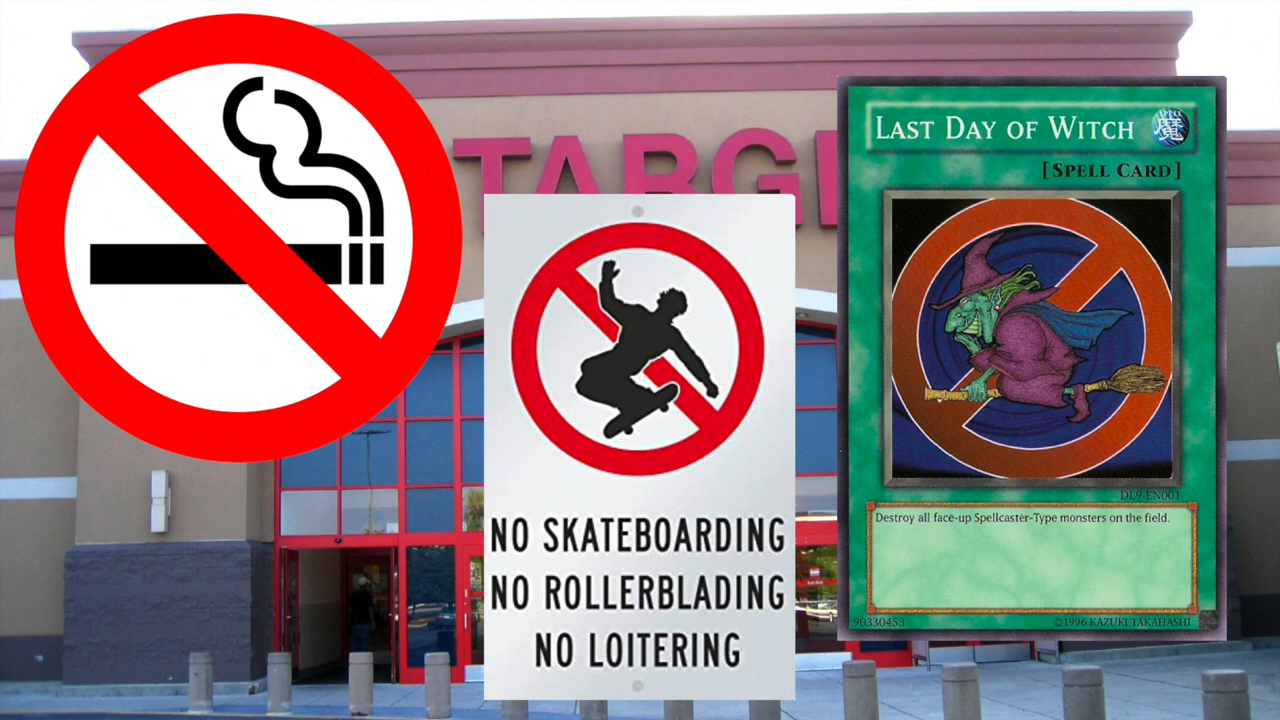 TARG
NO SKATEBOARDING
NO ROLLERBLADING
NO LOITERING
LAST DAY OF WITCH
魔
[SPELL CARD]
DL9-EN001
Destroy all face-up Spellcaster-Type monsters on the field.
90330453
©1996 KAZUKI TAKAHASHI